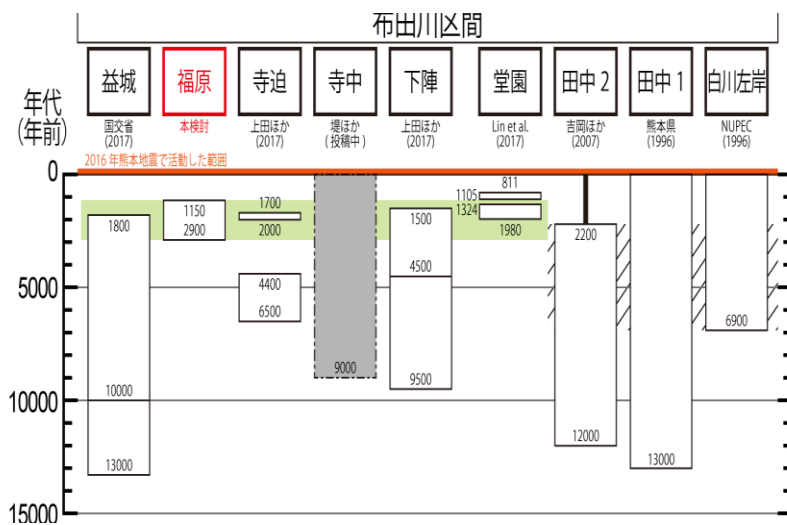 布田川区間
益城 福原 寺迫 寺中 下陣 堂園 田中2 田中1 白川左岸
年代
(年前)
国交省
(2017)
本検討
上田ほか
(2017)
堤ほか
(投稿中)
上田ほか
(2017)
Lin et al.
(2017)
吉岡ほか
(2007)
熊本県
(1996)
NUPEC
(1996)
2016年熊本地震で活動した範囲
0
5000
10000
15000
1800
10000
13000
1150
2900
1700
2000
4400
6500
9000
1500
4500
9500
811
1105
1324
1980
2200
12000
13000
6900